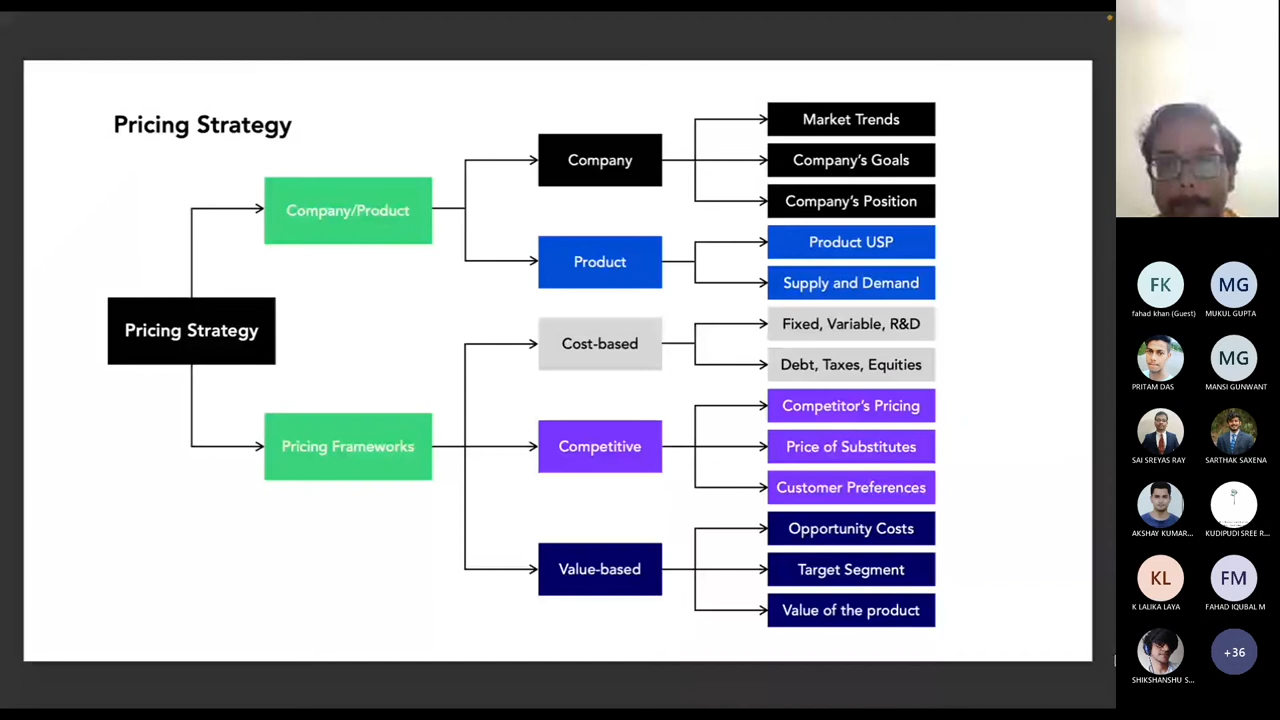 Pricing Strategy
Company/Product
Pricing Strategy
Pricing Frameworks
Company
Product
Cost-based
Competitive
Value-based
Market Trends
Company's Goals
Company's Position
Product USP
Supply and Demand
Fixed, Variable, R&D
Debt, Taxes, Equities
Competitor's Pricing
Price of Substitutes
Customer Preferences
Opportunity Costs
Target Segment
Value of the product
FK
MG
fahad khan (Guest)
MUKUL GUPTA
MG
PRITAM DAS
MANSI GUNWANT
SAI SREYAS RAY
SARTHAK SAXENA
AKSHAY KUMAR...
KUDIPUDI SREE R...
KL
FM
K LALIKA LAYA
FAHAD IQUBAL M
+36
SHIKSHANSHU S...